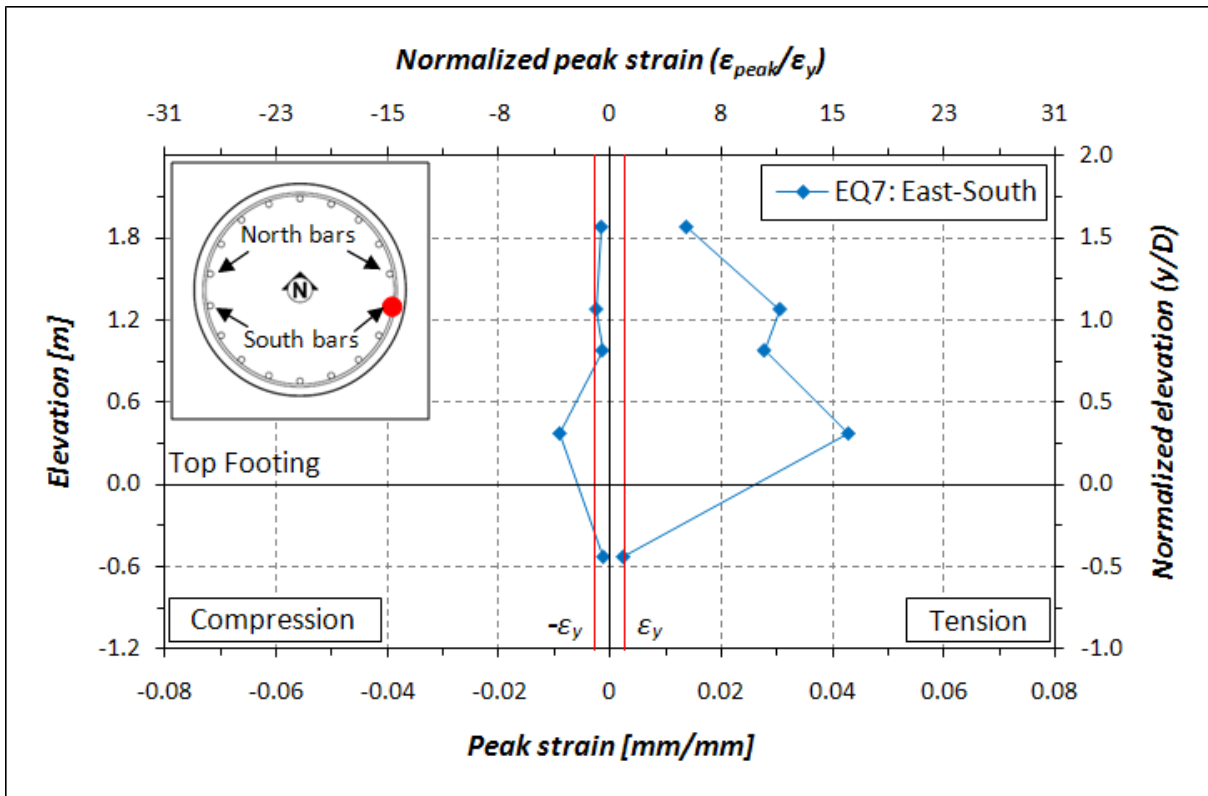 Normalized peak strain (εpeak/εy)
-31 -23 -15 -8 0 8 15 23 31
EQ7: East-South
North bars
N
South bars
Top Footing
Compression
-εy
εy
Tension
Elevation [m]
1.8
1.2
0.6
0.0
-0.6
-1.2
2.0
1.5
1.0
0.5
0.0
-0.5
-1.0
Normalized elevation (y/D)
-0.08 -0.06 -0.04 -0.02 0 0.02 0.04 0.06 0.08
Peak strain [mm/mm]